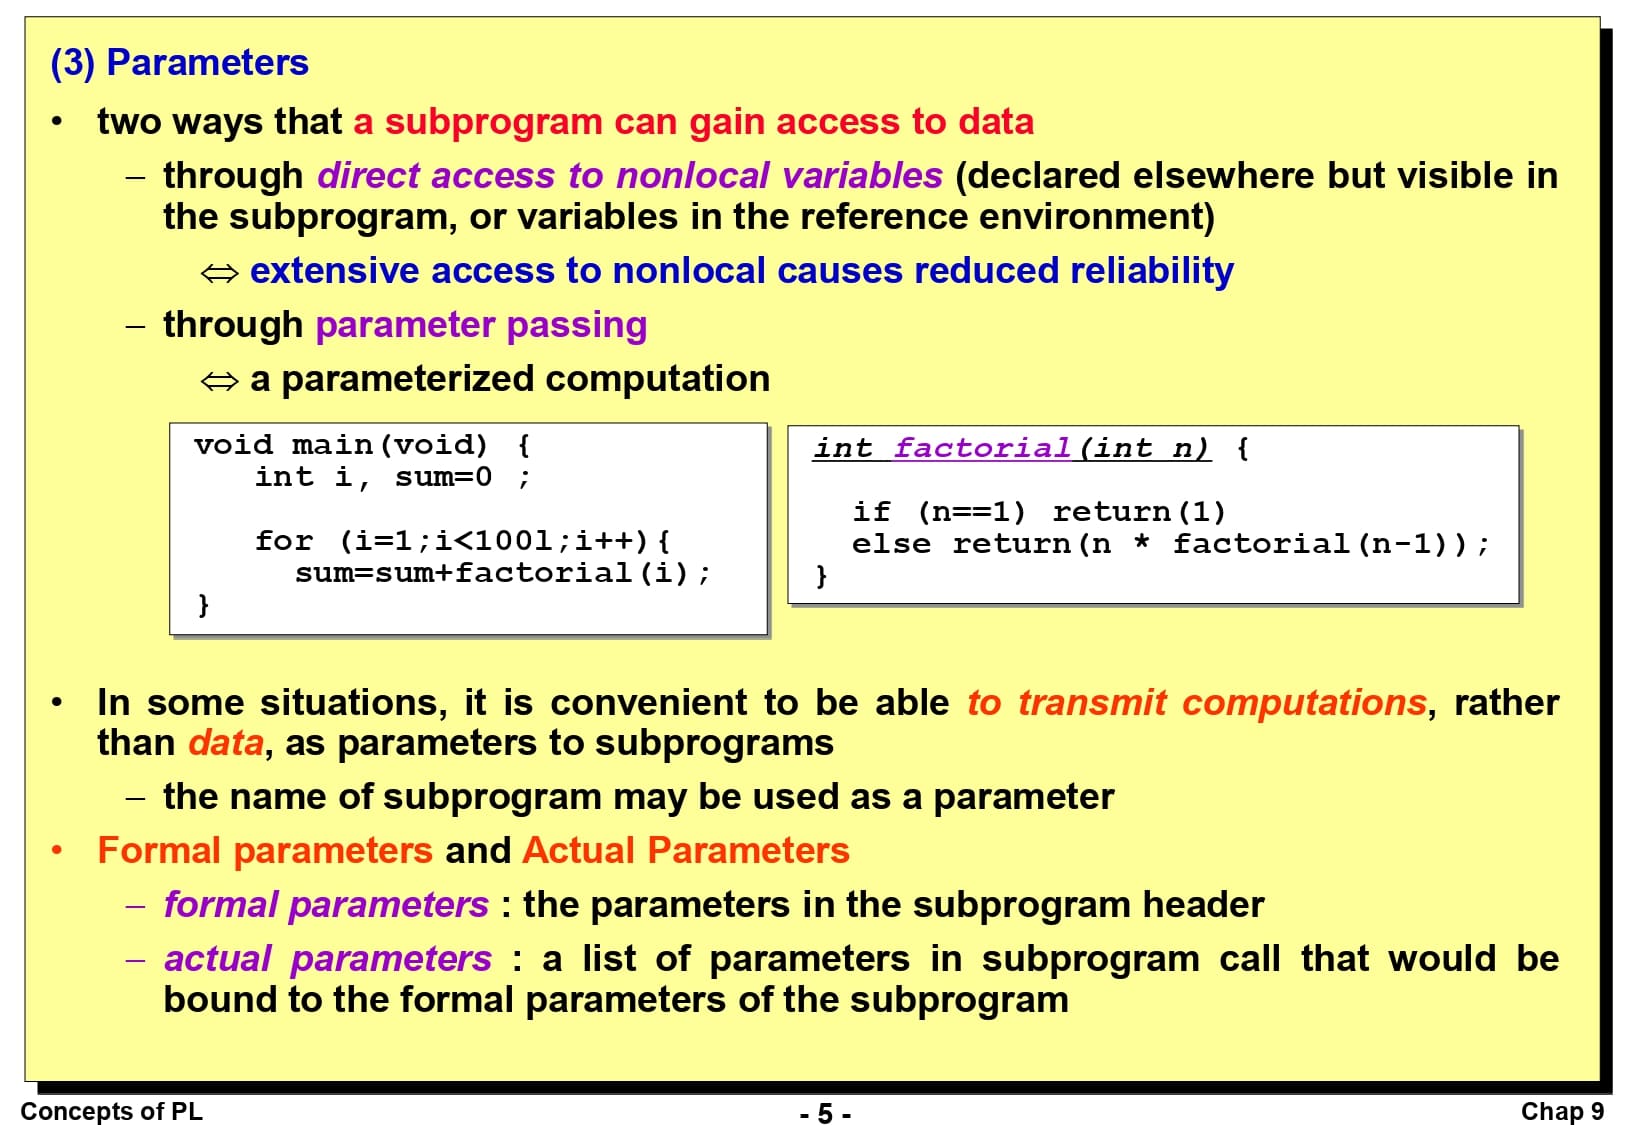 (3) Parameters
• two ways that a subprogram can gain access to data
– through direct access to nonlocal variables (declared elsewhere but visible in
the subprogram, or variables in the reference environment)
⇔ extensive access to nonlocal causes reduced reliability
– through parameter passing
⇔ a parameterized computation
void main(void) {
int i, sum=0 ;
for (i=1;i<100l;i++){
sum=sum+factorial(i);
}
int factorial(int n) {
if (n==1) return(1)
else return(n * factorial(n-1));
}
• In some situations, it is convenient to be able to transmit computations, rather
than data, as parameters to subprograms
– the name of subprogram may be used as a parameter
• Formal parameters and Actual Parameters
– formal parameters : the parameters in the subprogram header
– actual parameters : a list of parameters in subprogram call that would be
bound to the formal parameters of the subprogram
Concepts of PL
- 5 -
Chap 9